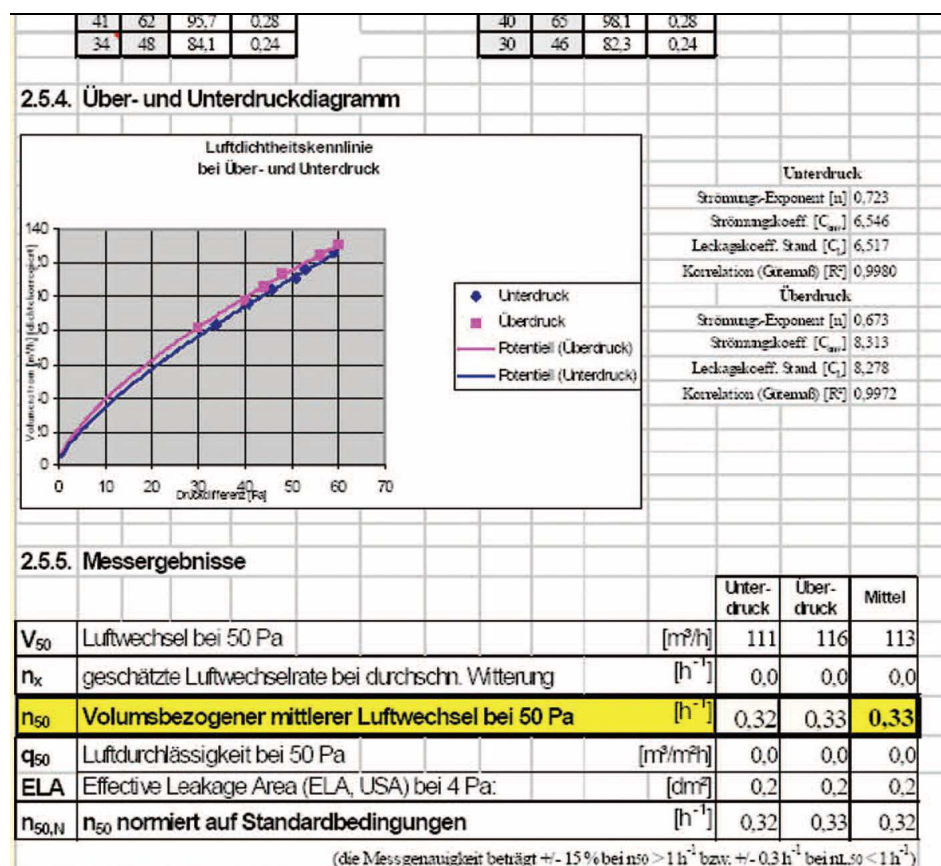 41 62 95,7 0,28 40 65 98,1 0,28
34 48 84,1 0,24 30 46 82,3 0,24
2.5.4. Über- und Unterdruckdiagramm
Luftdichtheitskennlinie
bei Über- und Unterdruck
Unterdruck
Strömungs-Exponent [n] 0,723
Strömungskoeff. [C_env] 6,546
Leckagekoeff. Stand. [C_L] 6,517
Korrelation (Gütemaß) [R²] 0,9980
Überdruck
Strömungs-Exponent [n] 0,673
Strömungskoeff. [C_env] 8,313
Leckagekoeff. Stand. [C_L] 8,278
Korrelation (Gütemaß) [R²] 0,9972
Volumenstrom [m³/h] [dichtekorrigiert]
140
0
0 10 20 30 40 50 60 70
Druckdifferenz [Pa]
Unterdruck
Überdruck
Potentiell (Überdruck)
Potentiell (Unterdruck)
2.5.5. Messergebnisse
Unter-druck Über-druck Mittel
V50 Luftwechsel bei 50 Pa [m³/h] 111 116 113
nx geschätzte Luftwechselrate bei durchschn. Witterung [h⁻¹] 0,0 0,0 0,0
n50 Volumsbezogener mittlerer Luftwechsel bei 50 Pa [h⁻¹] 0,32 0,33 0,33
q50 Luftdurchlässigkeit bei 50 Pa [m³/m²h] 0,0 0,0 0,0
ELA Effective Leakage Area (ELA, USA) bei 4 Pa: [dm²] 0,2 0,2 0,2
n50,N n50 normiert auf Standardbedingungen [h⁻¹] 0,32 0,33 0,32
(die Messgenauigkeit beträgt +/- 15 % bei n50 > 1 h⁻¹ bzw. +/- 0,3 h⁻¹ bei nL50 < 1 h⁻¹)